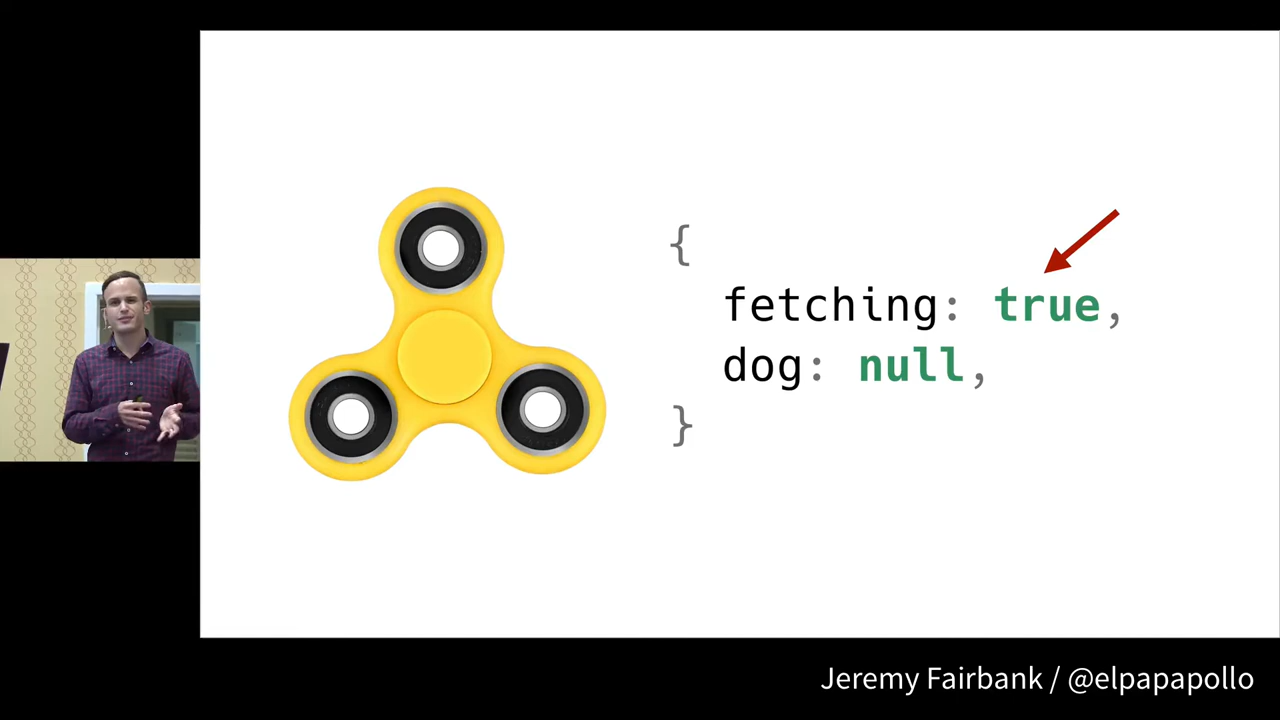 {
fetching: true,
dog: null,
}
Jeremy Fairbank / @elpapapollo